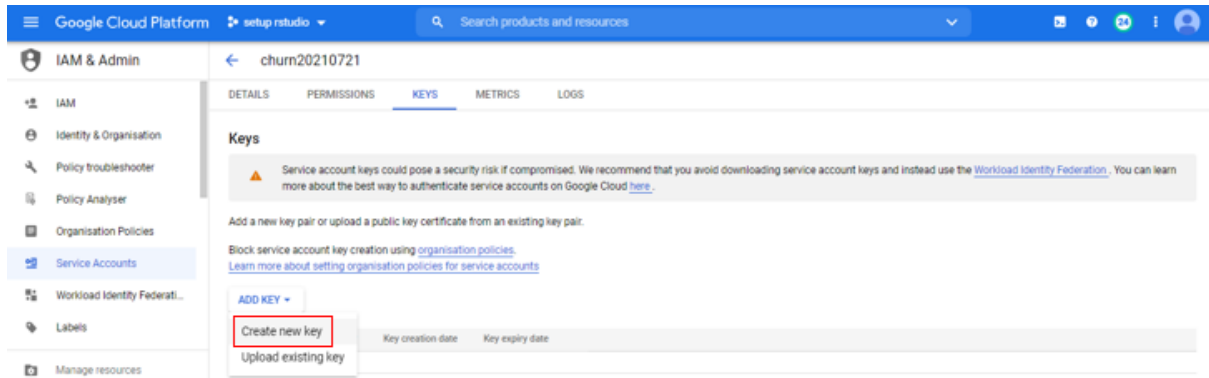 Google Cloud Platform
setup rstudio
Search products and resources
24
IAM & Admin
churn20210721
DETAILS
PERMISSIONS
KEYS
METRICS
LOGS
IAM
Identity & Organisation
Policy troubleshooter
Policy Analyser
Organisation Policies
Service Accounts
Workload Identity Federati...
Labels
Manage resources
Keys
Service account keys could pose a security risk if compromised. We recommend that you avoid downloading service account keys and instead use the Workload Identity Federation . You can learn
more about the best way to authenticate service accounts on Google Cloud here .
Add a new key pair or upload a public key certificate from an existing key pair.
Block service account key creation using organisation policies.
Learn more about setting organisation policies for service accounts
ADD KEY
Create new key
Upload existing key
Key creation date
Key expiry date